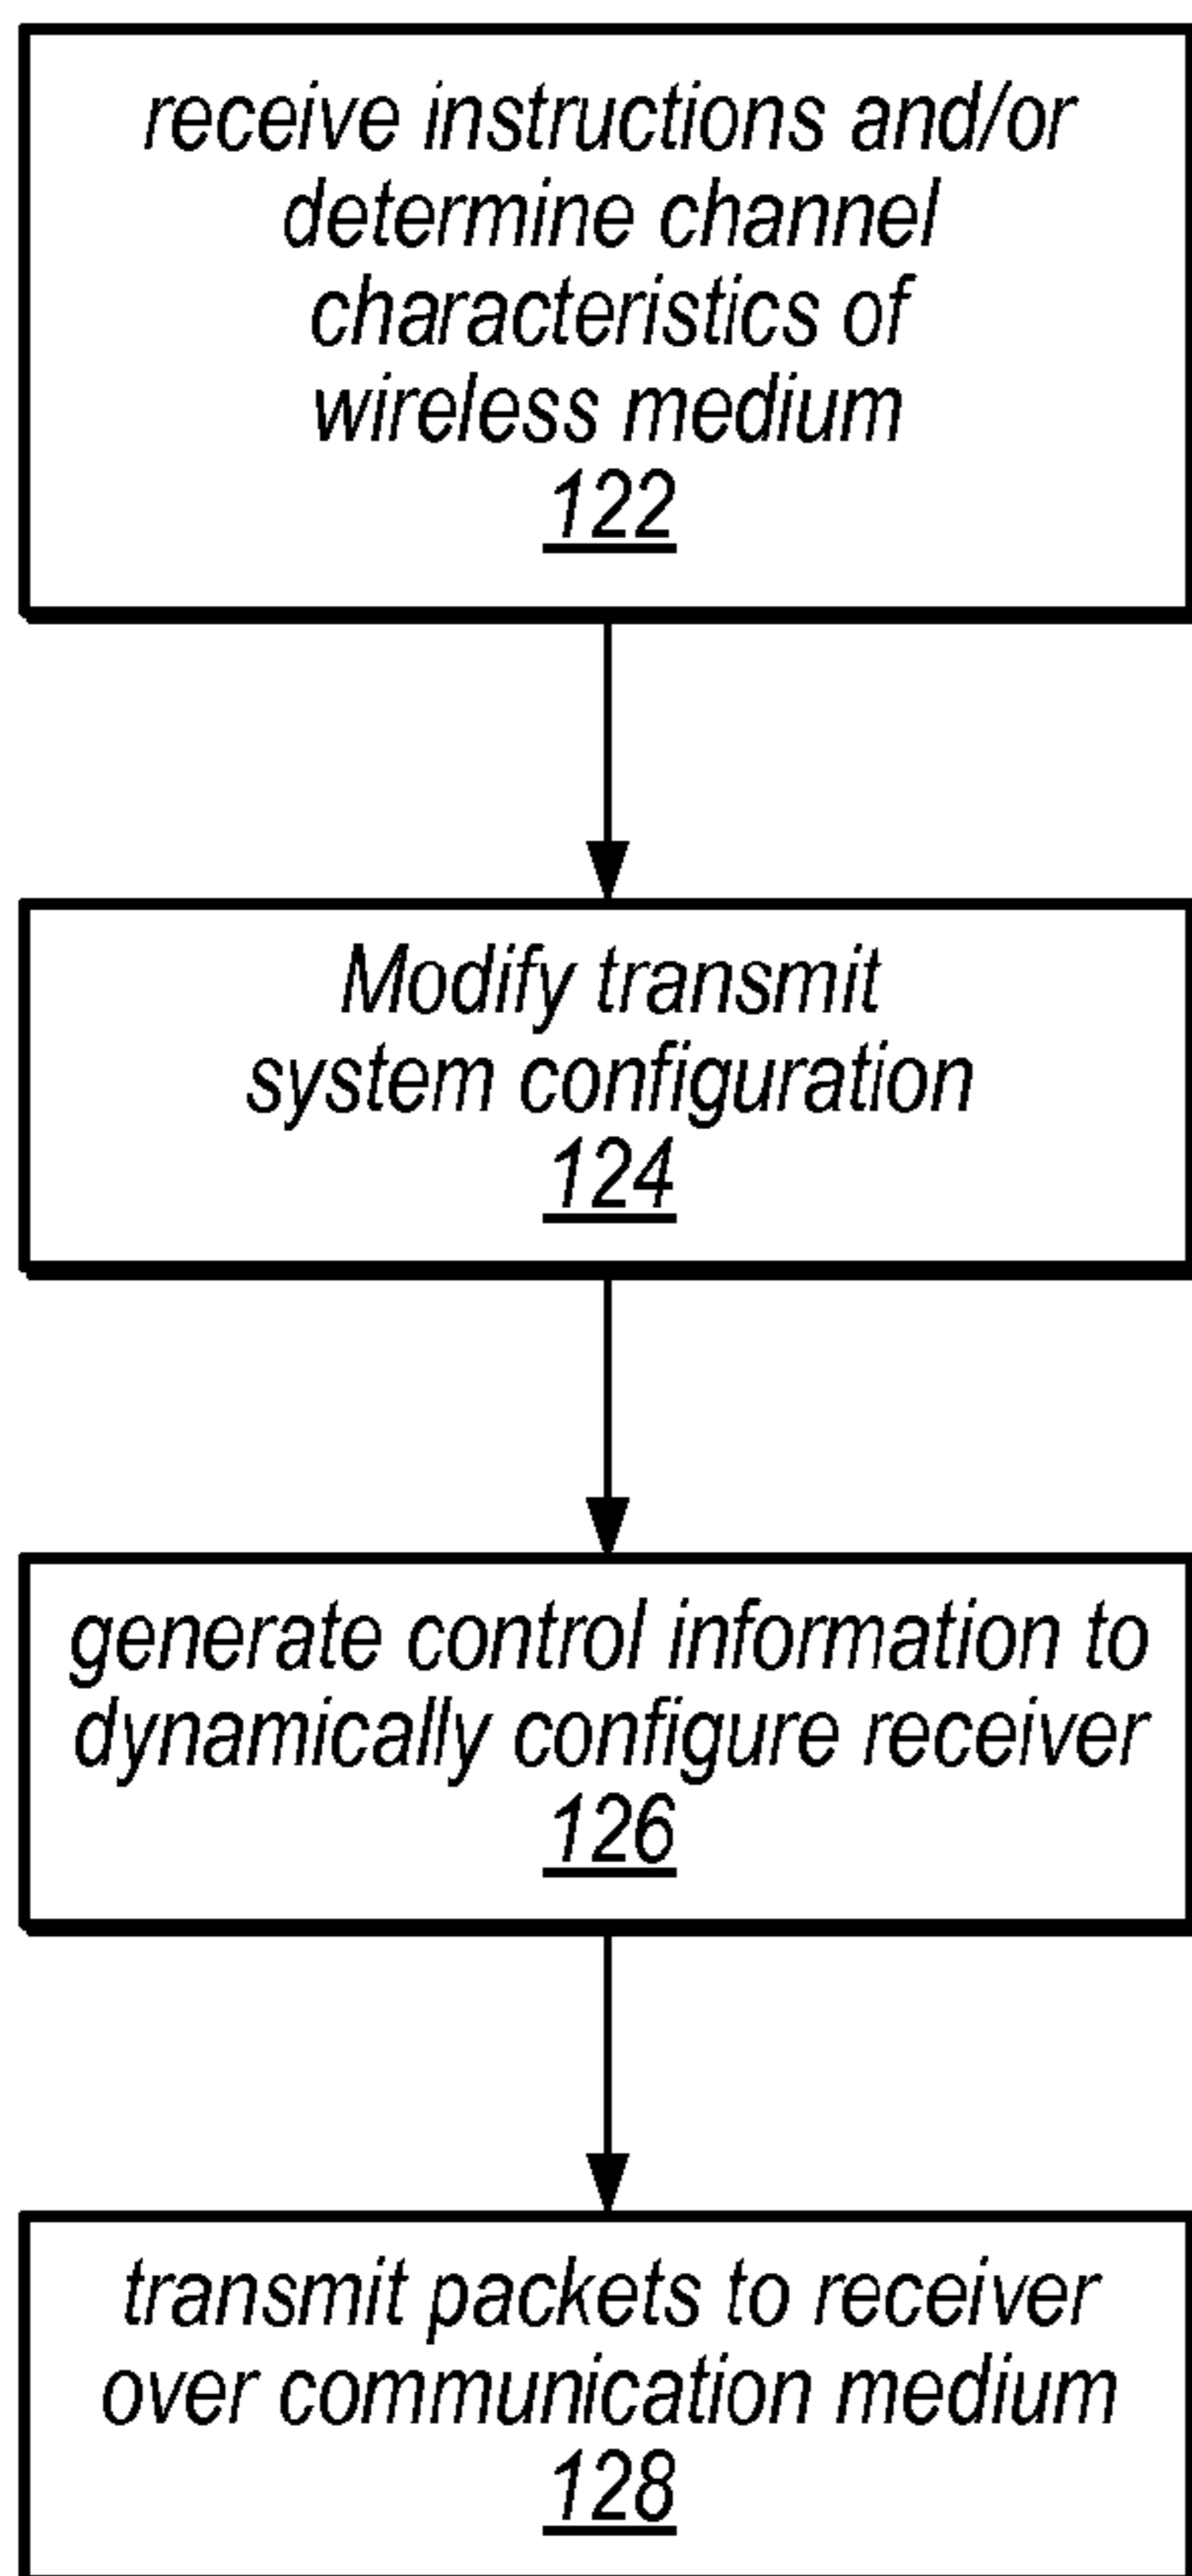 receive instructions and/or
determine channel
characteristics of
wireless medium
122
Modify transmit
system configuration
124
generate control information to
dynamically configure receiver
126
transmit packets to receiver
over communication medium
128